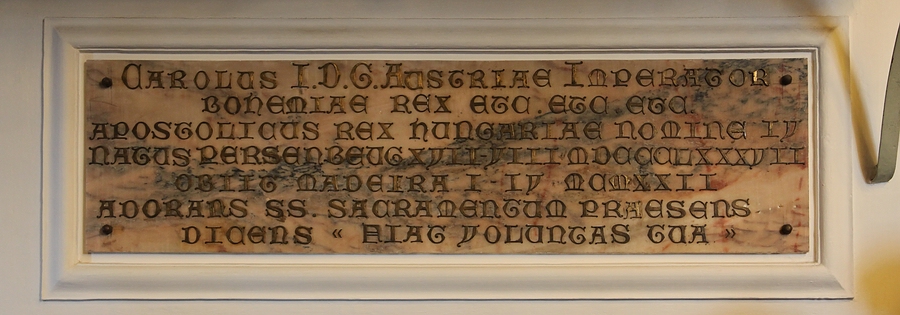 CAROLUS I.D.G.AUSTRIAE IMPERATOR
BOHEMIAE REX ETC.ETC.ETC
APOSTOLICUS REX HUNGARIAE NOMINE IV
NATUS·PERSENBEUG XVII·VIII MDCCCLXXXVII
OBIIT MADEIRA I·IV MCMXXII
ADORANS SS. SACRAMENTUM PRAESENS
DICENS « FIAT VOLUNTAS TUA »